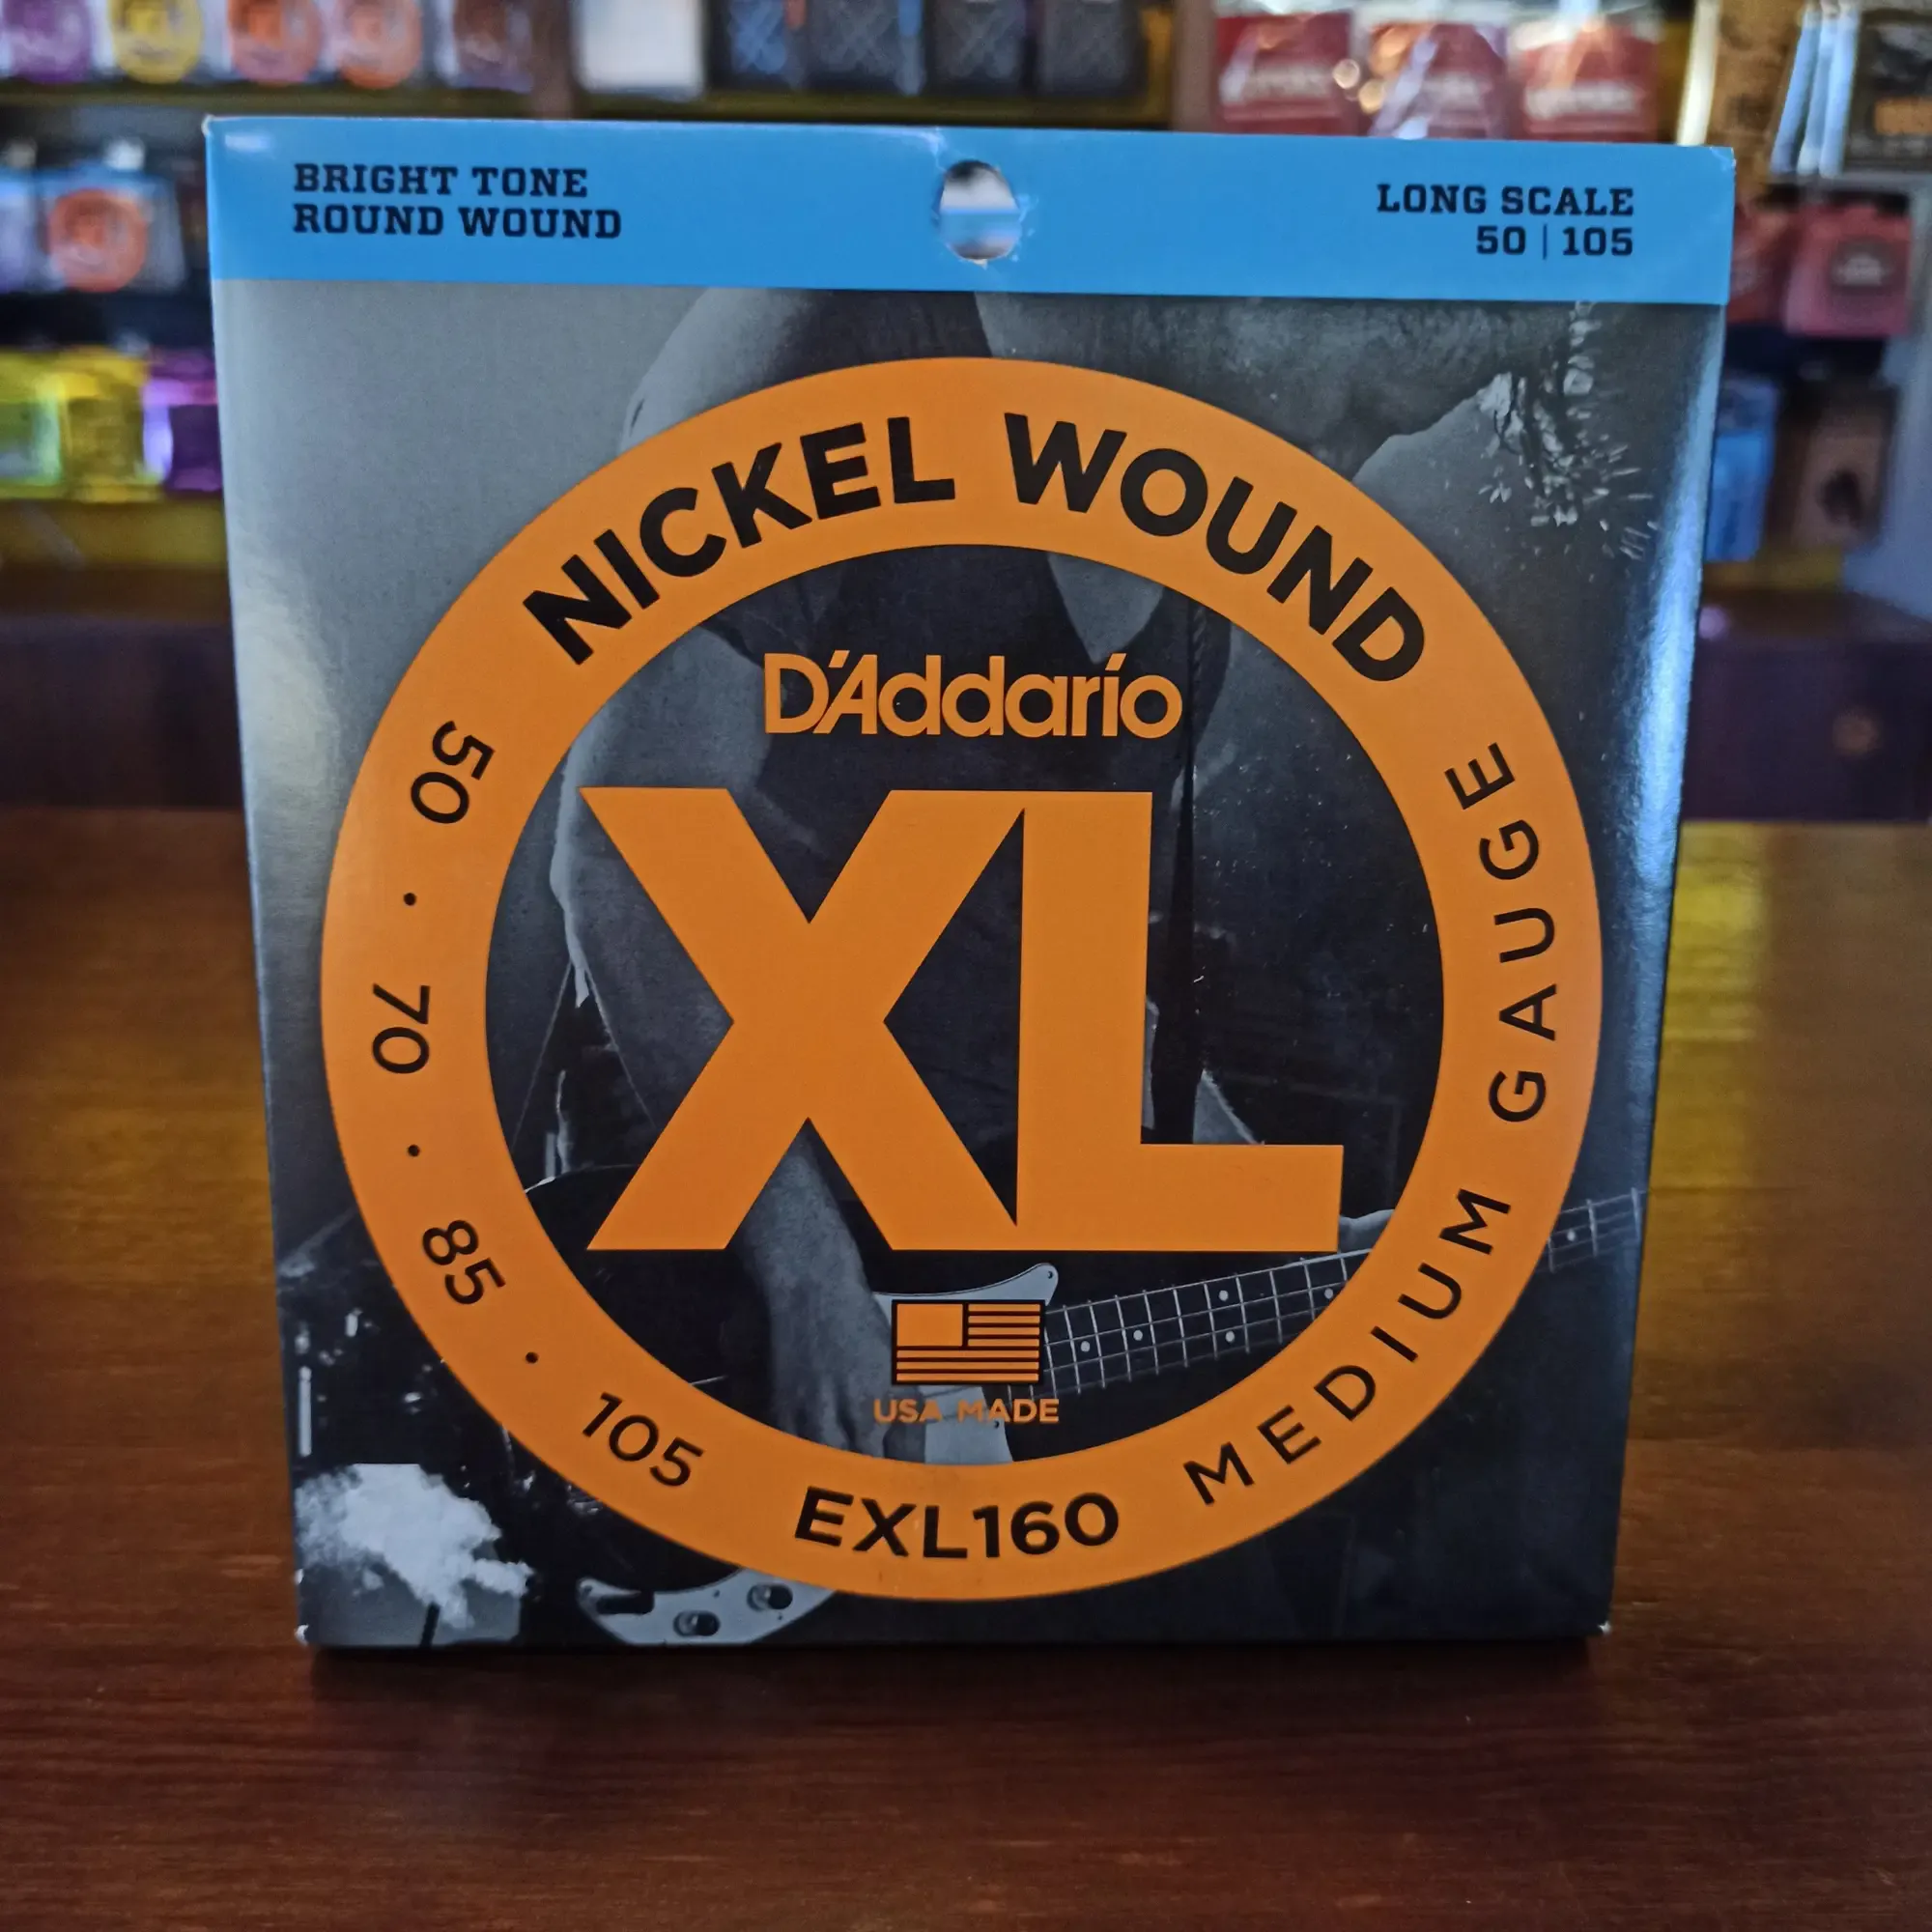 BRIGHT TONE
ROUND WOUND
LONG SCALE
50 | 105
NICKEL WOUND
D'Addario
XL
USA MADE
50 · 70 · 85 · 105
EXL160
MEDIUM GAUGE